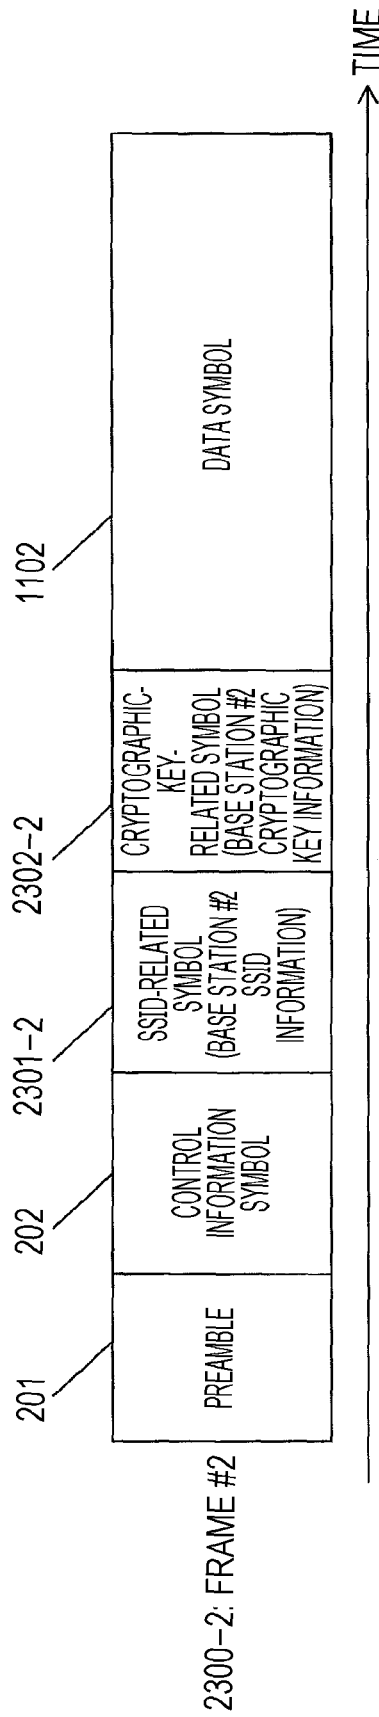 2300-2: FRAME #2
201
PREAMBLE
202
CONTROL
INFORMATION
SYMBOL
2301-2
SSID-RELATED
SYMBOL
(BASE STATION #2
SSID
INFORMATION)
2302-2
CRYPTOGRAPHIC-
KEY-
RELATED SYMBOL
(BASE STATION #2
CRYPTOGRAPHIC
KEY INFORMATION)
1102
DATA SYMBOL
TIME